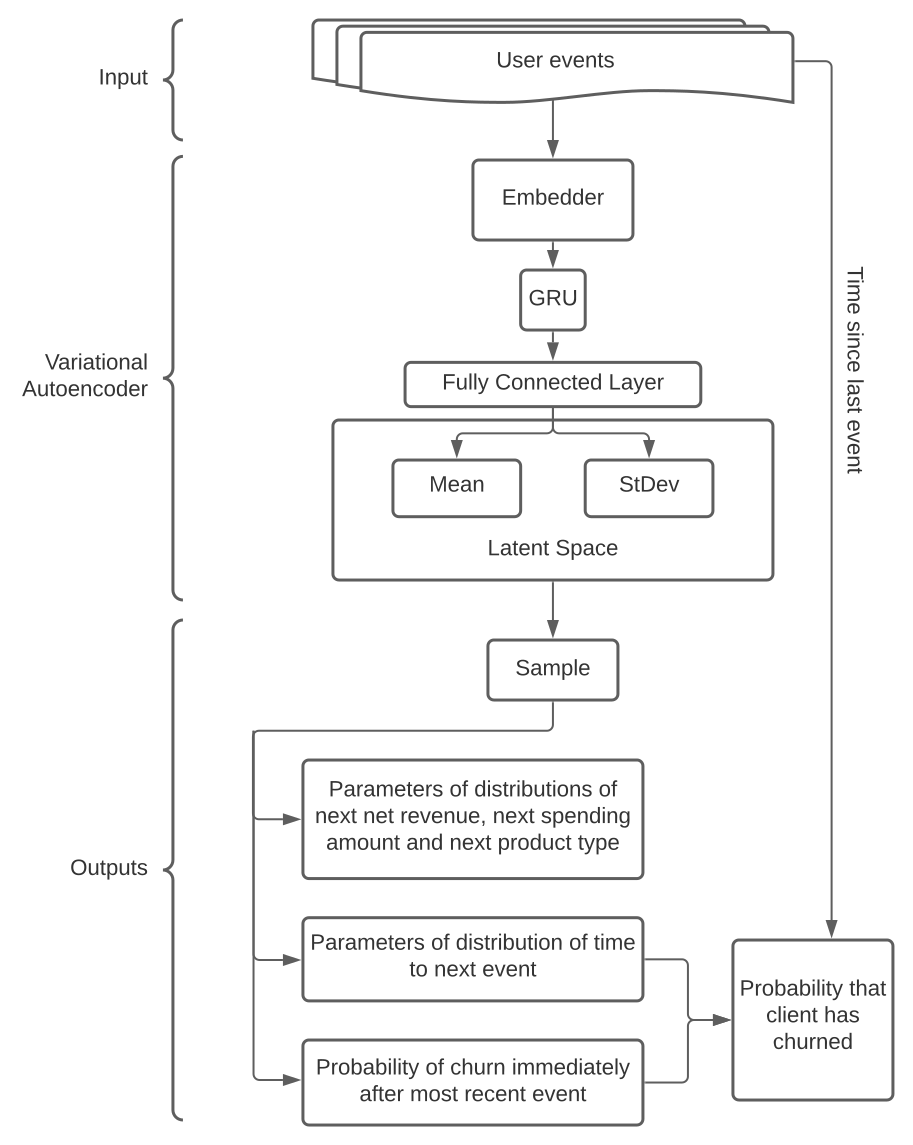 User events
Input
Embedder
GRU
Time since last event
Variational
Autoencoder
Fully Connected Layer
Mean
StDev
Latent Space
Sample
Parameters of distributions of
next net revenue, next spending
amount and next product type
Outputs
Parameters of distribution of time
to next event
Probability that
client has
churned
Probability of churn immediately
after most recent event